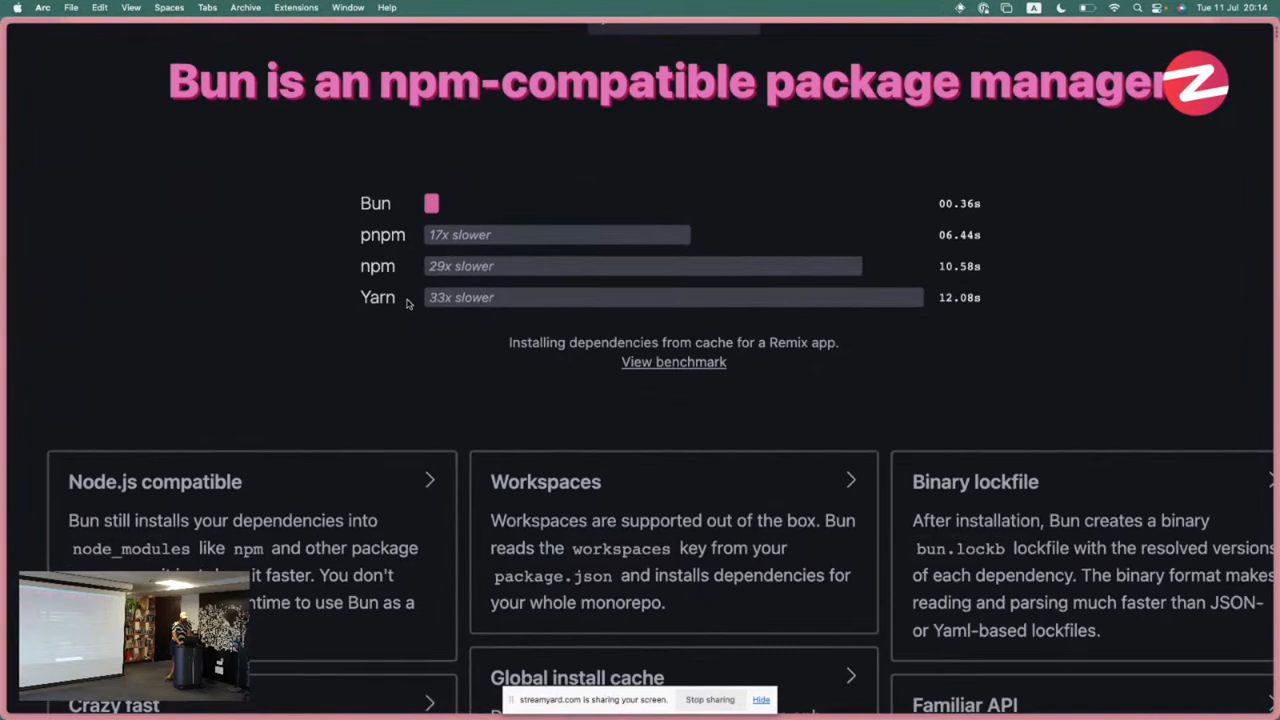 Arc File Edit View Spaces Tabs Archive Extensions Window Help A Tue 11 Jul 20:14
Bun is an npm-compatible package manager
Bun 00.36s
pnpm 17x slower 06.44s
npm 29x slower 10.58s
Yarn 33x slower 12.08s
Installing dependencies from cache for a Remix app.
View benchmark
Node.js compatible
Bun still installs your dependencies into
node_modules like npm and other package
it faster. You don't
to use Bun as a
Workspaces
Workspaces are supported out of the box. Bun
reads the workspaces key from your
package.json and installs dependencies for
your whole monorepo.
Binary lockfile
After installation, Bun creates a binary
bun.lockb lockfile with the resolved versions
of each dependency. The binary format makes
reading and parsing much faster than JSON-
or Yaml-based lockfiles.
Crazy fast
Global install cache
Familiar API
streamyard.com is sharing your screen. Stop sharing Hide